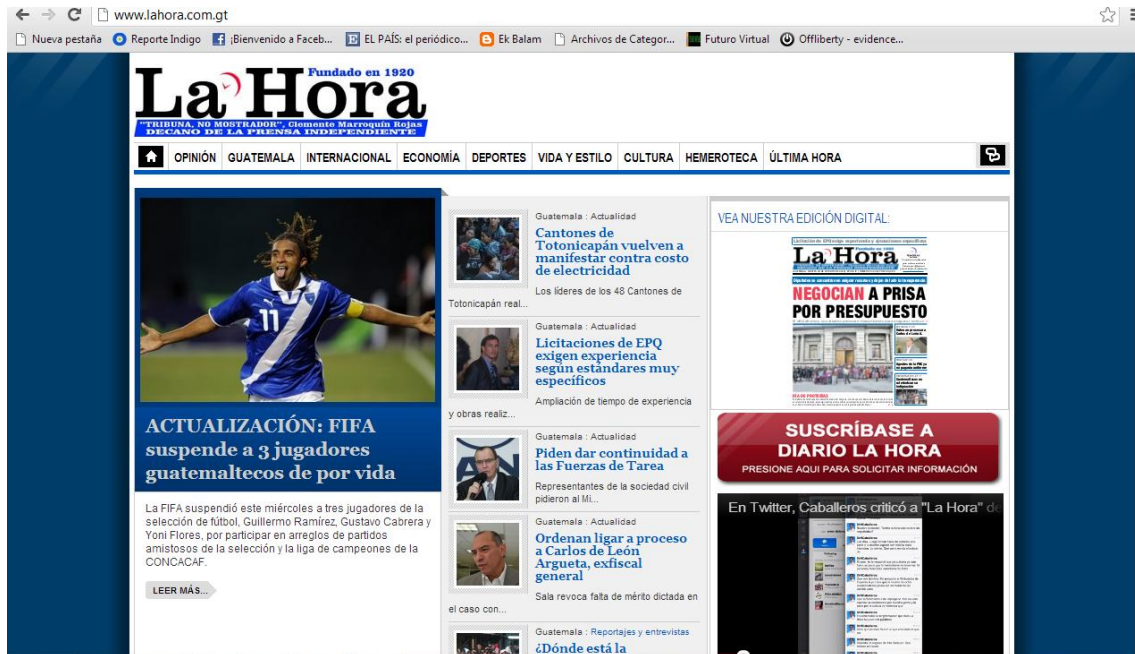 www.lahora.com.gt
Nueva pestaña Reporte Indigo ¡Bienvenido a Faceb... EL PAÍS: el periódico... Ek Balam Archivos de Categor... Futuro Virtual Offliberty - evidence...
Fundado en 1920
La Hora
"TRIBUNA, NO MOSTRADOR", Clemente Marroquín Rojas
DECANO DE LA PRENSA INDEPENDIENTE
OPINIÓN GUATEMALA INTERNACIONAL ECONOMÍA DEPORTES VIDA Y ESTILO CULTURA HEMEROTECA ÚLTIMA HORA
11
ACTUALIZACIÓN: FIFA
suspende a 3 jugadores
guatemaltecos de por vida
La FIFA suspendió este miércoles a tres jugadores de la
selección de fútbol, Guillermo Ramírez, Gustavo Cabrera y
Yoni Flores, por participar en arreglos de partidos
amistosos de la selección y la liga de campeones de la
CONCACAF.
LEER MÁS...
Guatemala : Actualidad
Cantones de
Totonicapán vuelven a
manifestar contra costo
de electricidad
Los líderes de los 48 Cantones de
Totonicapán real...
Guatemala : Actualidad
Licitaciones de EPQ
exigen experiencia
según estándares muy
específicos
Ampliación de tiempo de experiencia
y obras realiz...
Guatemala : Actualidad
Piden dar continuidad a
las Fuerzas de Tarea
Representantes de la sociedad civil
pidieron al Mi...
Guatemala : Actualidad
Ordenan ligar a proceso
a Carlos de León
Argueta, exfiscal
general
Sala revoca falta de mérito dictada en
el caso con...
Guatemala : Reportajes y entrevistas
¿Dónde está la
VEA NUESTRA EDICIÓN DIGITAL:
La Hora
NEGOCIAN A PRISA
POR PRESUPUESTO
SUSCRÍBASE A
DIARIO LA HORA
PRESIONE AQUI PARA SOLICITAR INFORMACIÓN
En Twitter, Caballeros criticó a "La Hora" de